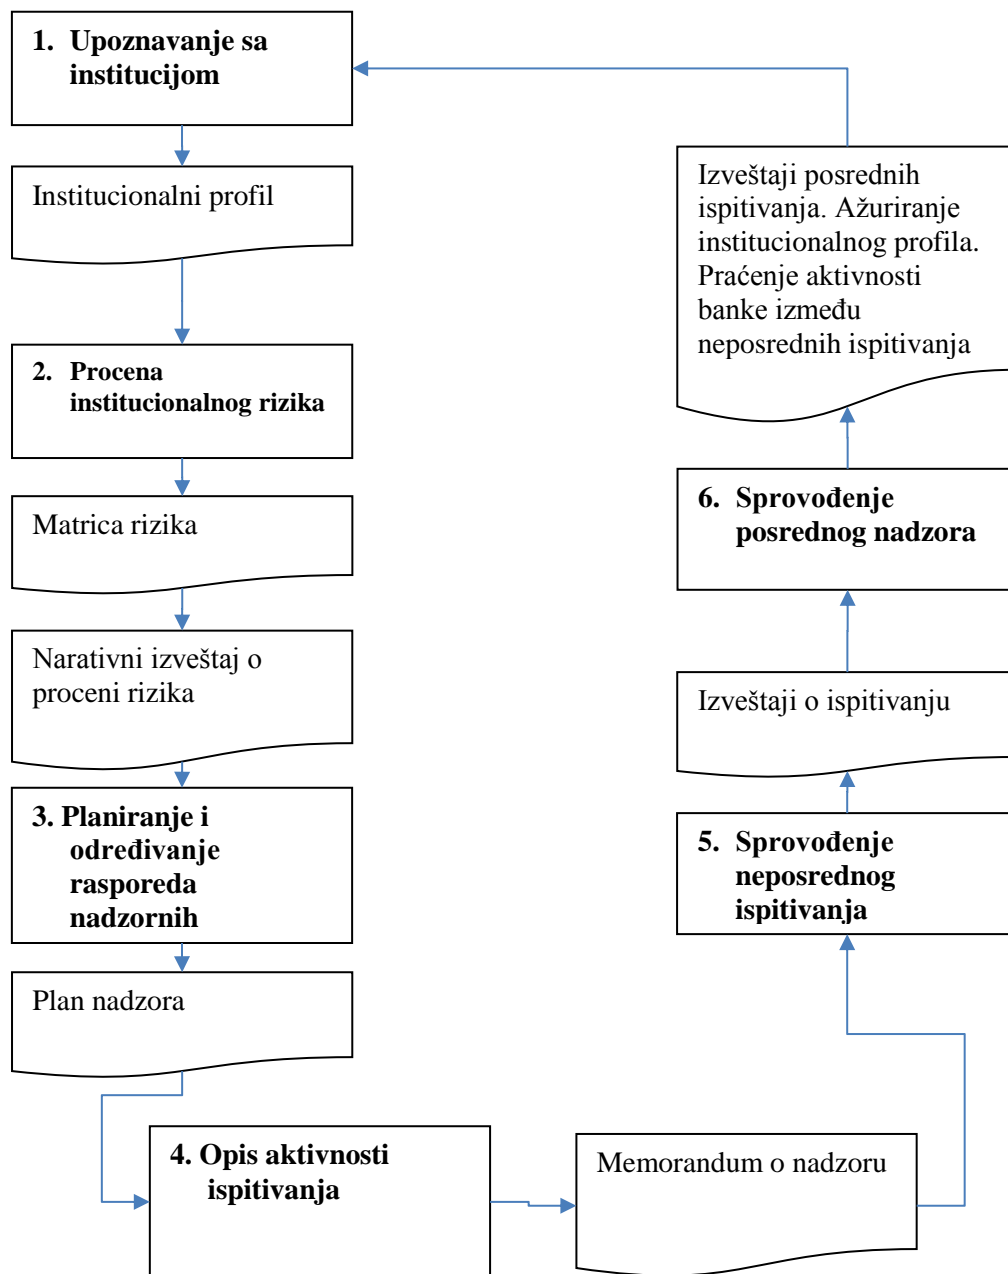 1. Upoznavanje sa
institucijom
Institucionalni profil
2. Procena
institucionalnog rizika
Matrica rizika
Narativni izveštaj o
proceni rizika
3. Planiranje i
određivanje
rasporeda
nadzornih
Plan nadzora
4. Opis aktivnosti
ispitivanja
Memorandum o nadzoru
5. Sprovođenje
neposrednog
ispitivanja
Izveštaji o ispitivanju
6. Sprovođenje
posrednog nadzora
Izveštaji posrednih
ispitivanja. Ažuriranje
institucionalnog profila.
Praćenje aktivnosti
banke između
neposrednih ispitivanja